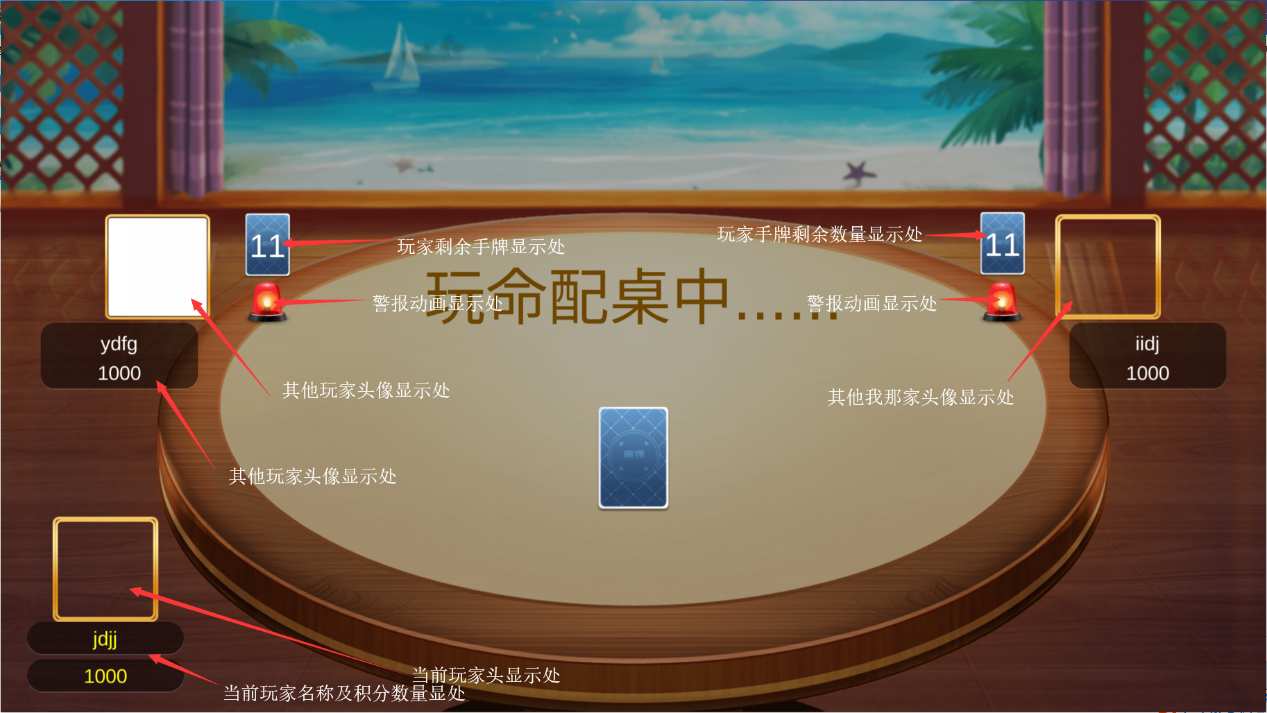 11
玩家剩余手牌显示处
玩家手牌剩余数量显示处
11
玩命配桌中......
警报动画显示处
警报动画显示处
ydfg
1000
iidj
1000
其他玩家头像显示处
其他我那家头像显示处
其他玩家头像显示处
jdjj
1000
当前玩家头显示处
当前玩家名称及积分数量显处